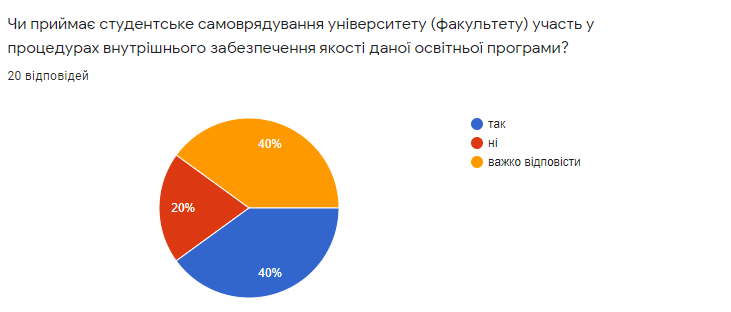 Чи приймає студентське самоврядування університету (факультету) участь у
процедурах внутрішнього забезпечення якості даної освітньої програми?
20 відповідей
так
ні
важко відповісти
40%
20%
40%